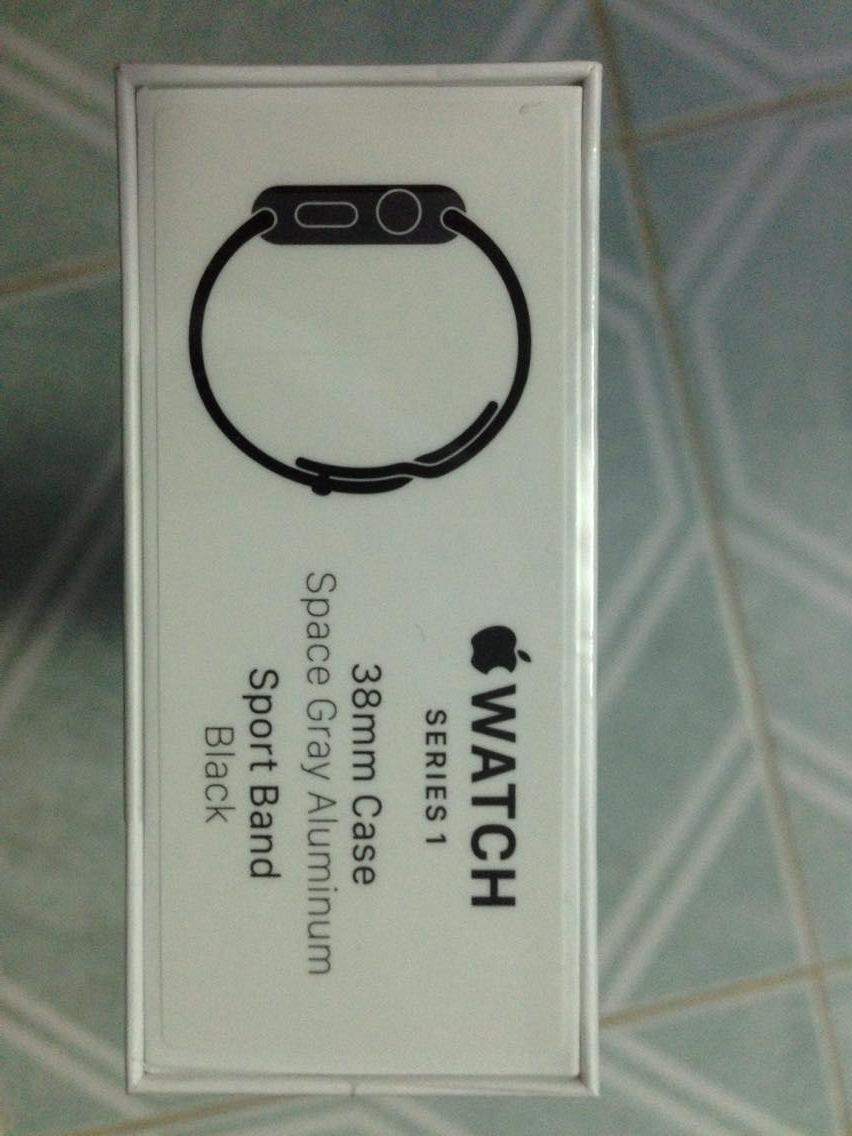 WATCH
SERIES 1
38mm Case
Space Gray Aluminum
Sport Band
Black